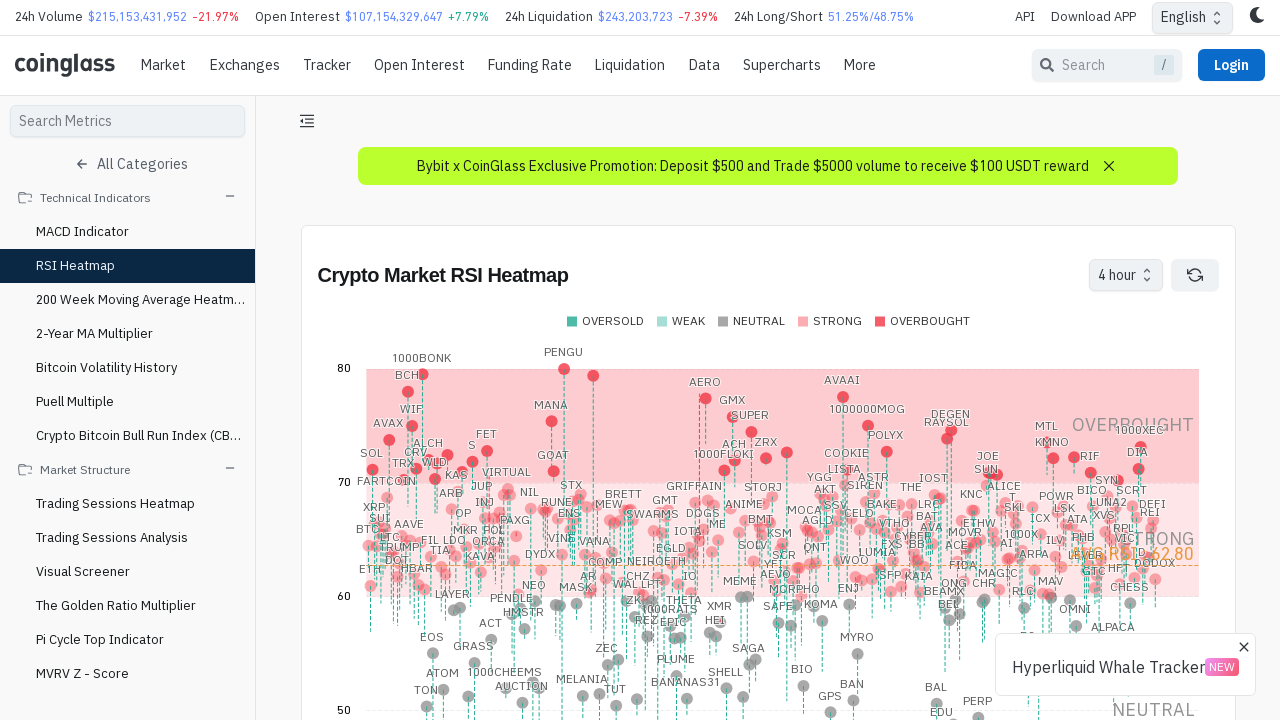 24h Volume $215,153,431,952 -21.97% Open Interest $107,154,329,647 +7.79% 24h Liquidation $243,203,723 -7.39% 24h Long/Short 51.25%/48.75% API Download APP English
coinglass Market Exchanges Tracker Open Interest Funding Rate Liquidation Data Supercharts More Search / Login
Search Metrics
All Categories
Technical Indicators
MACD Indicator
RSI Heatmap
200 Week Moving Average Heatm...
2-Year MA Multiplier
Bitcoin Volatility History
Puell Multiple
Crypto Bitcoin Bull Run Index (CB...
Market Structure
Trading Sessions Heatmap
Trading Sessions Analysis
Visual Screener
The Golden Ratio Multiplier
Pi Cycle Top Indicator
MVRV Z - Score
Bybit x CoinGlass Exclusive Promotion: Deposit $500 and Trade $5000 volume to receive $100 USDT reward
Crypto Market RSI Heatmap
4 hour
OVERSOLD WEAK NEUTRAL STRONG OVERBOUGHT
PENGU
1000BONK
80
BCH AERO AVAAI
WIF MANA GMX 1000000MOG
SUPER DEGEN
AVAX RAYSOL MTL OVERBOUGHT
FET POLYX 1000XEC
ALCH S ACH ZRX KNINO
SOL CRV GOAT 1000FLOKI COOKIE JOE RIF DIA
TRX WLD LISTA SUN
KAS VIRTUAL YGG ASTR IOST
70
FARTCOIN JUP STX GRIFFAIN STORJ AKT SIREN THE ALICE SYN
ARB NIL BRETT KNC T POWR BICO SCRT
XRP OP INJ RUNE MEW GMT ANIME SSV BAKE LRC SKL LSK LUNA2 DEFI
SUI PAXG ENS SWARMS DOGS MOCA CELO BAT ICX XVS REI
AAVE ME BMT AGLD VTHO AVA ETHW ATA RPL
MKR IOTA KSM CYBER MOVR 1000X PHB VIC STRONG
LTC FIL LDO ORCA VINE VANA SOLV QNT FXS BB ACE AI ILV
TRUMP TIA DYDX EGLD SCR LUMIA ARPA
ETH DOT KAVA COMP NEIROETH YFI WOO FIDA HFT DODOX
HBAR AR CHZ IO AEVO SFP KAIA MAGIC GTC
NEO MASK WALLET MEME MORPHO ENJ ONG CHR MAV CHESS
60
LAYER PENDLE ZK THETA BEAMX RLC
HMSTR 1000RATS XMR SAFE KOMA BEL OMNI
ACT REZ EPIC HEI ALPACA
EOS MYRO
GRASS ZEC SAGA
PLUME
ATOM 1000CHEEMS SHELL BIO
MELANIA BANANAS31 BAN
TON AUCTION TUT BAL
GPS PERP
50
EDU NEUTRAL
Hyperliquid Whale Tracker NEW